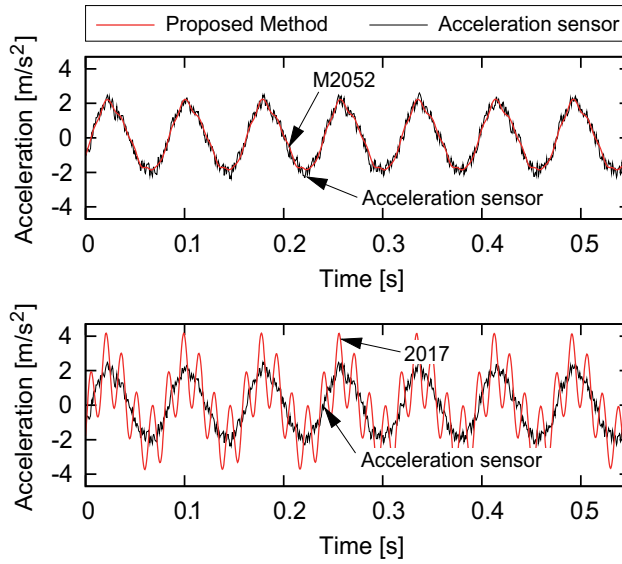 Proposed Method Acceleration sensor
4
2
0
-2
-4
Acceleration [m/s²]
M2052
Acceleration sensor
0 0.1 0.2 0.3 0.4 0.5
Time [s]
4
2
0
-2
-4
Acceleration [m/s²]
2017
Acceleration sensor
0 0.1 0.2 0.3 0.4 0.5
Time [s]